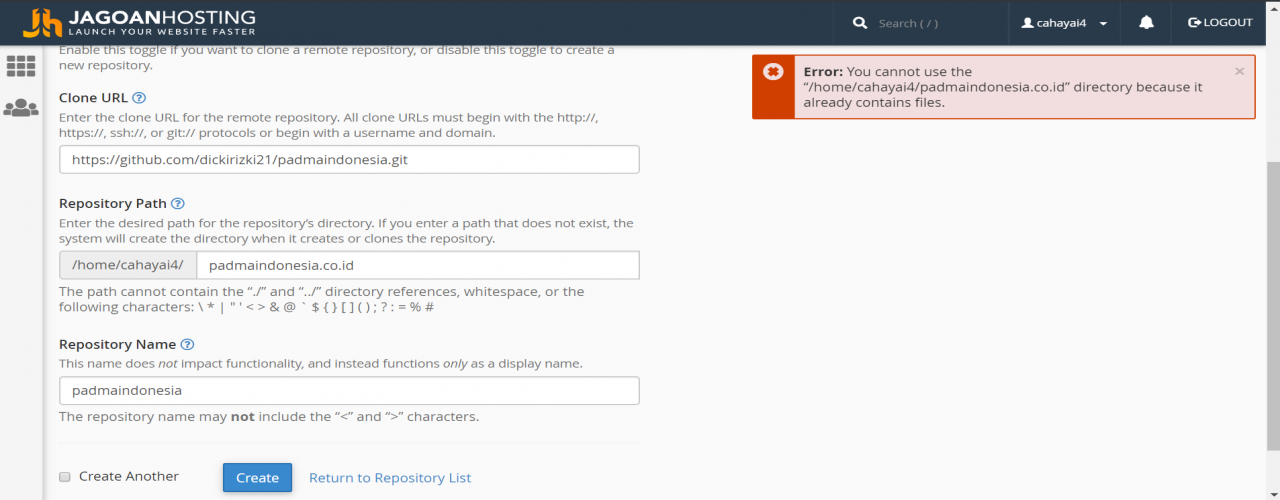 JAGOANHOSTING
LAUNCH YOUR WEBSITE FASTER
Search ( / )
cahayai4
LOGOUT
Enable this toggle if you want to clone a remote repository, or disable this toggle to create a
new repository.
Error: You cannot use the
“/home/cahayai4/padmaindonesia.co.id” directory because it
already contains files.
×
Clone URL
Enter the clone URL for the remote repository. All clone URLs must begin with the http://,
https://, ssh://, or git:// protocols or begin with a username and domain.
https://github.com/dickirizki21/padmaindonesia.git
Repository Path
Enter the desired path for the repository’s directory. If you enter a path that does not exist, the
system will create the directory when it creates or clones the repository.
/home/cahayai4/ padmaindonesia.co.id
The path cannot contain the “./” and “../” directory references, whitespace, or the
following characters: \ * | " ' < > & @ ` $ { } [ ] ( ) ; ? : = % #
Repository Name
This name does not impact functionality, and instead functions only as a display name.
padmaindonesia
The repository name may not include the “<” and “>” characters.
Create Another
Create
Return to Repository List